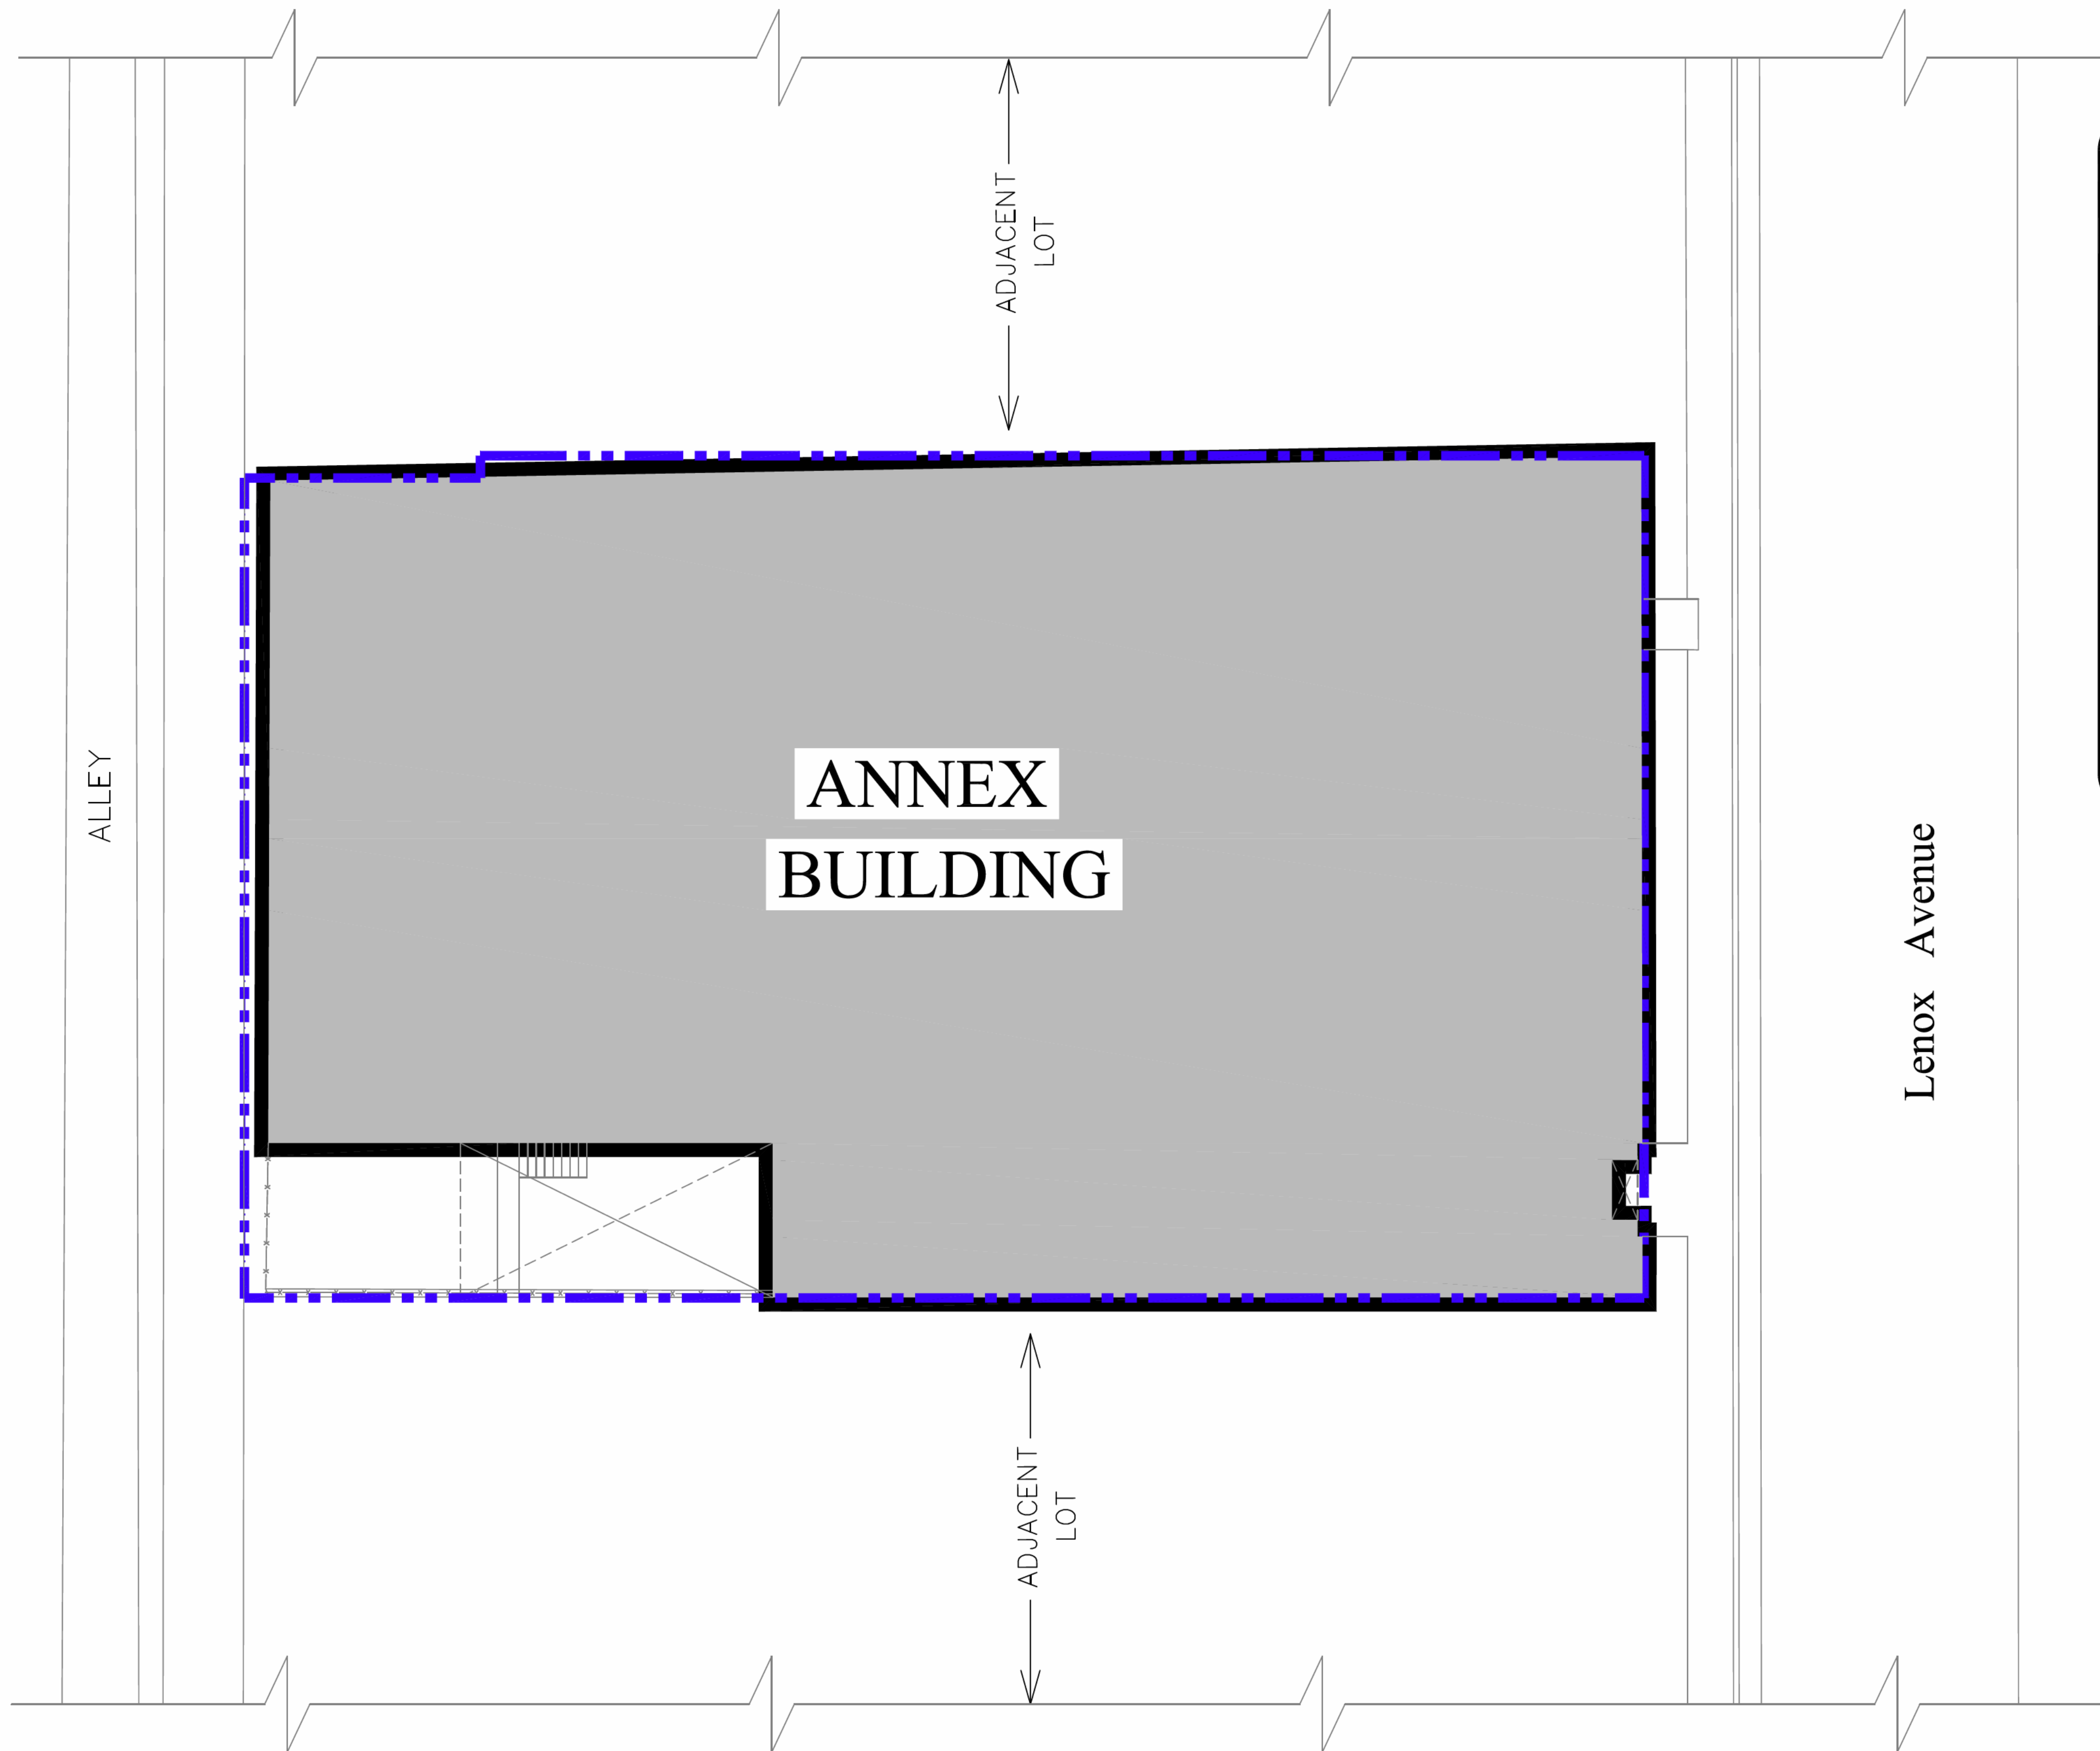 ADJACENT
LOT
ANNEX
BUILDING
ALLEY
Lenox Avenue
ADJACENT
LOT